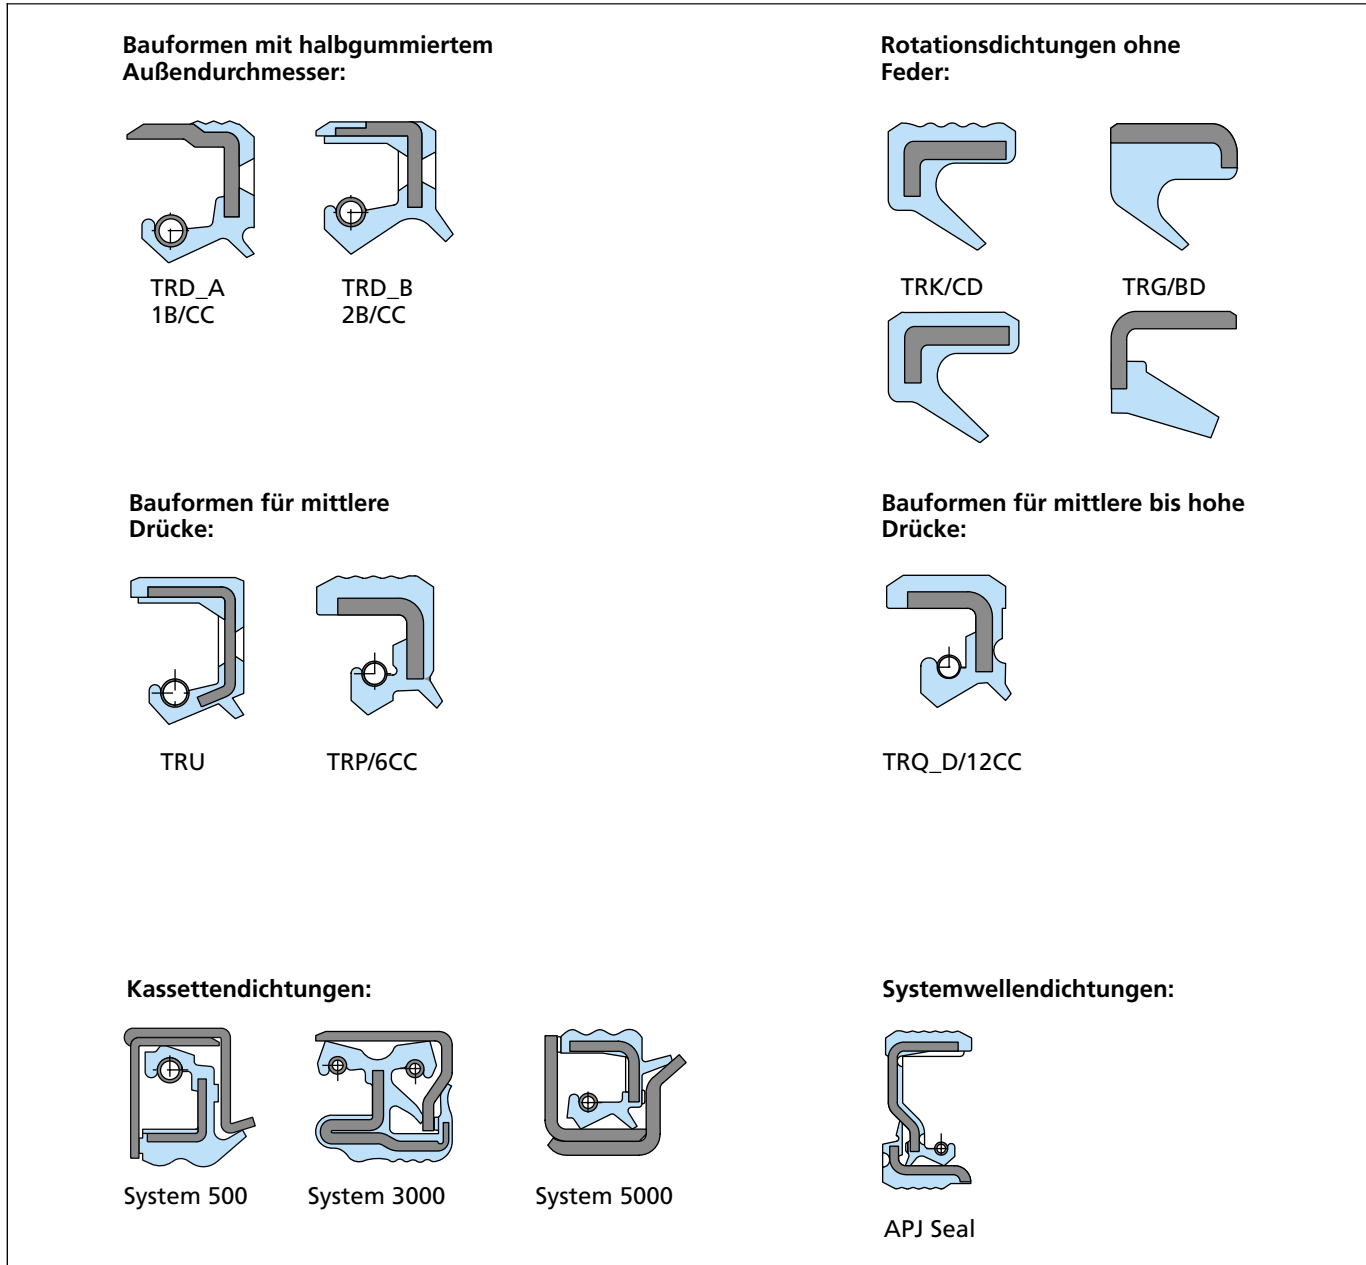 Bauformen mit halbgummiertem
Außendurchmesser:
TRD_A
1B/CC
TRD_B
2B/CC
Rotationsdichtungen ohne
Feder:
TRK/CD
TRG/BD
Bauformen für mittlere
Drücke:
TRU
TRP/6CC
Bauformen für mittlere bis hohe
Drücke:
TRQ_D/12CC
Kassettendichtungen:
System 500
System 3000
System 5000
Systemwellendichtungen:
APJ Seal